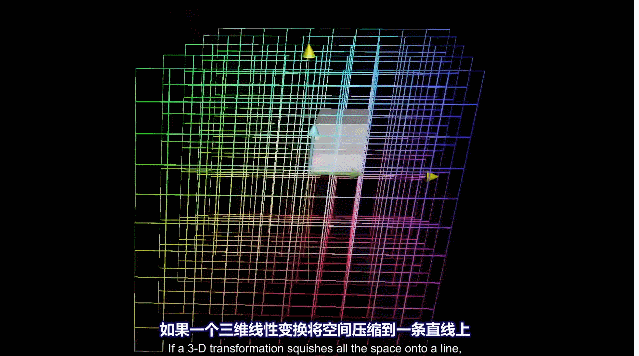 如果一个三维线性变换将空间压缩到一条直线上
If a 3-D transformation squishes all the space onto a line,